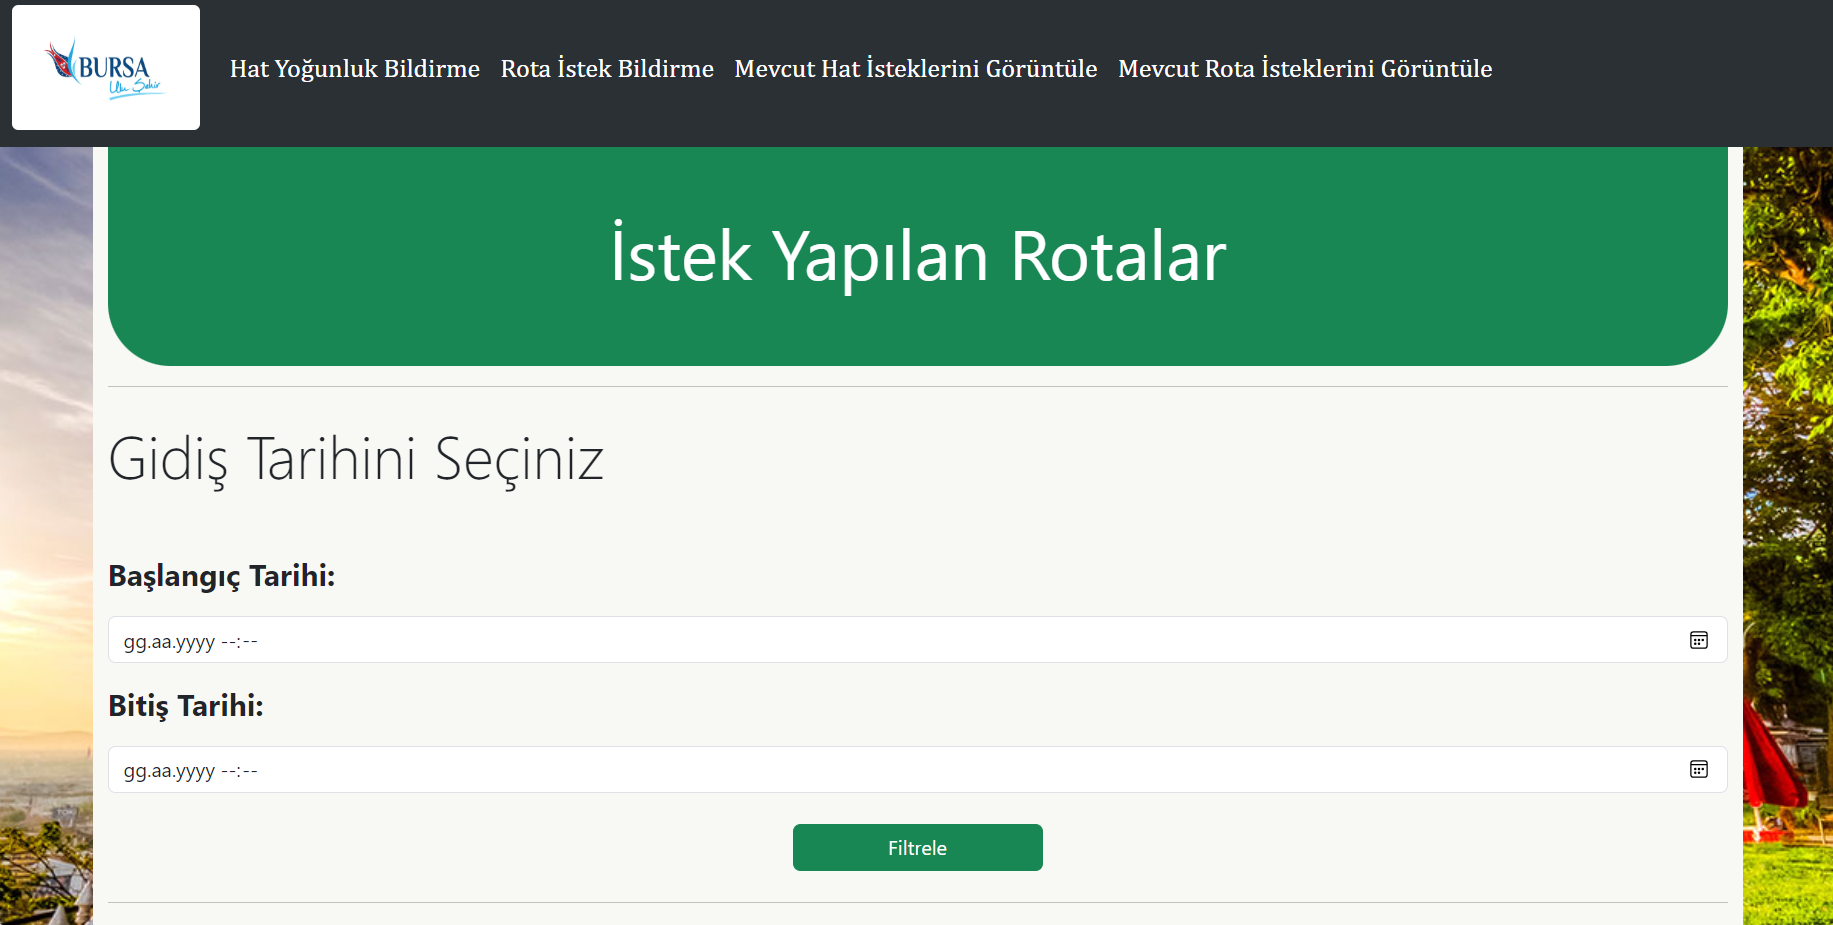 BURSA
Ulu Şehir
Hat Yoğunluk Bildirme Rota İstek Bildirme Mevcut Hat İsteklerini Görüntüle Mevcut Rota İsteklerini Görüntüle
İstek Yapılan Rotalar
Gidiş Tarihini Seçiniz
Başlangıç Tarihi:
gg.aa.yyyy --:--
Bitiş Tarihi:
gg.aa.yyyy --:--
Filtrele